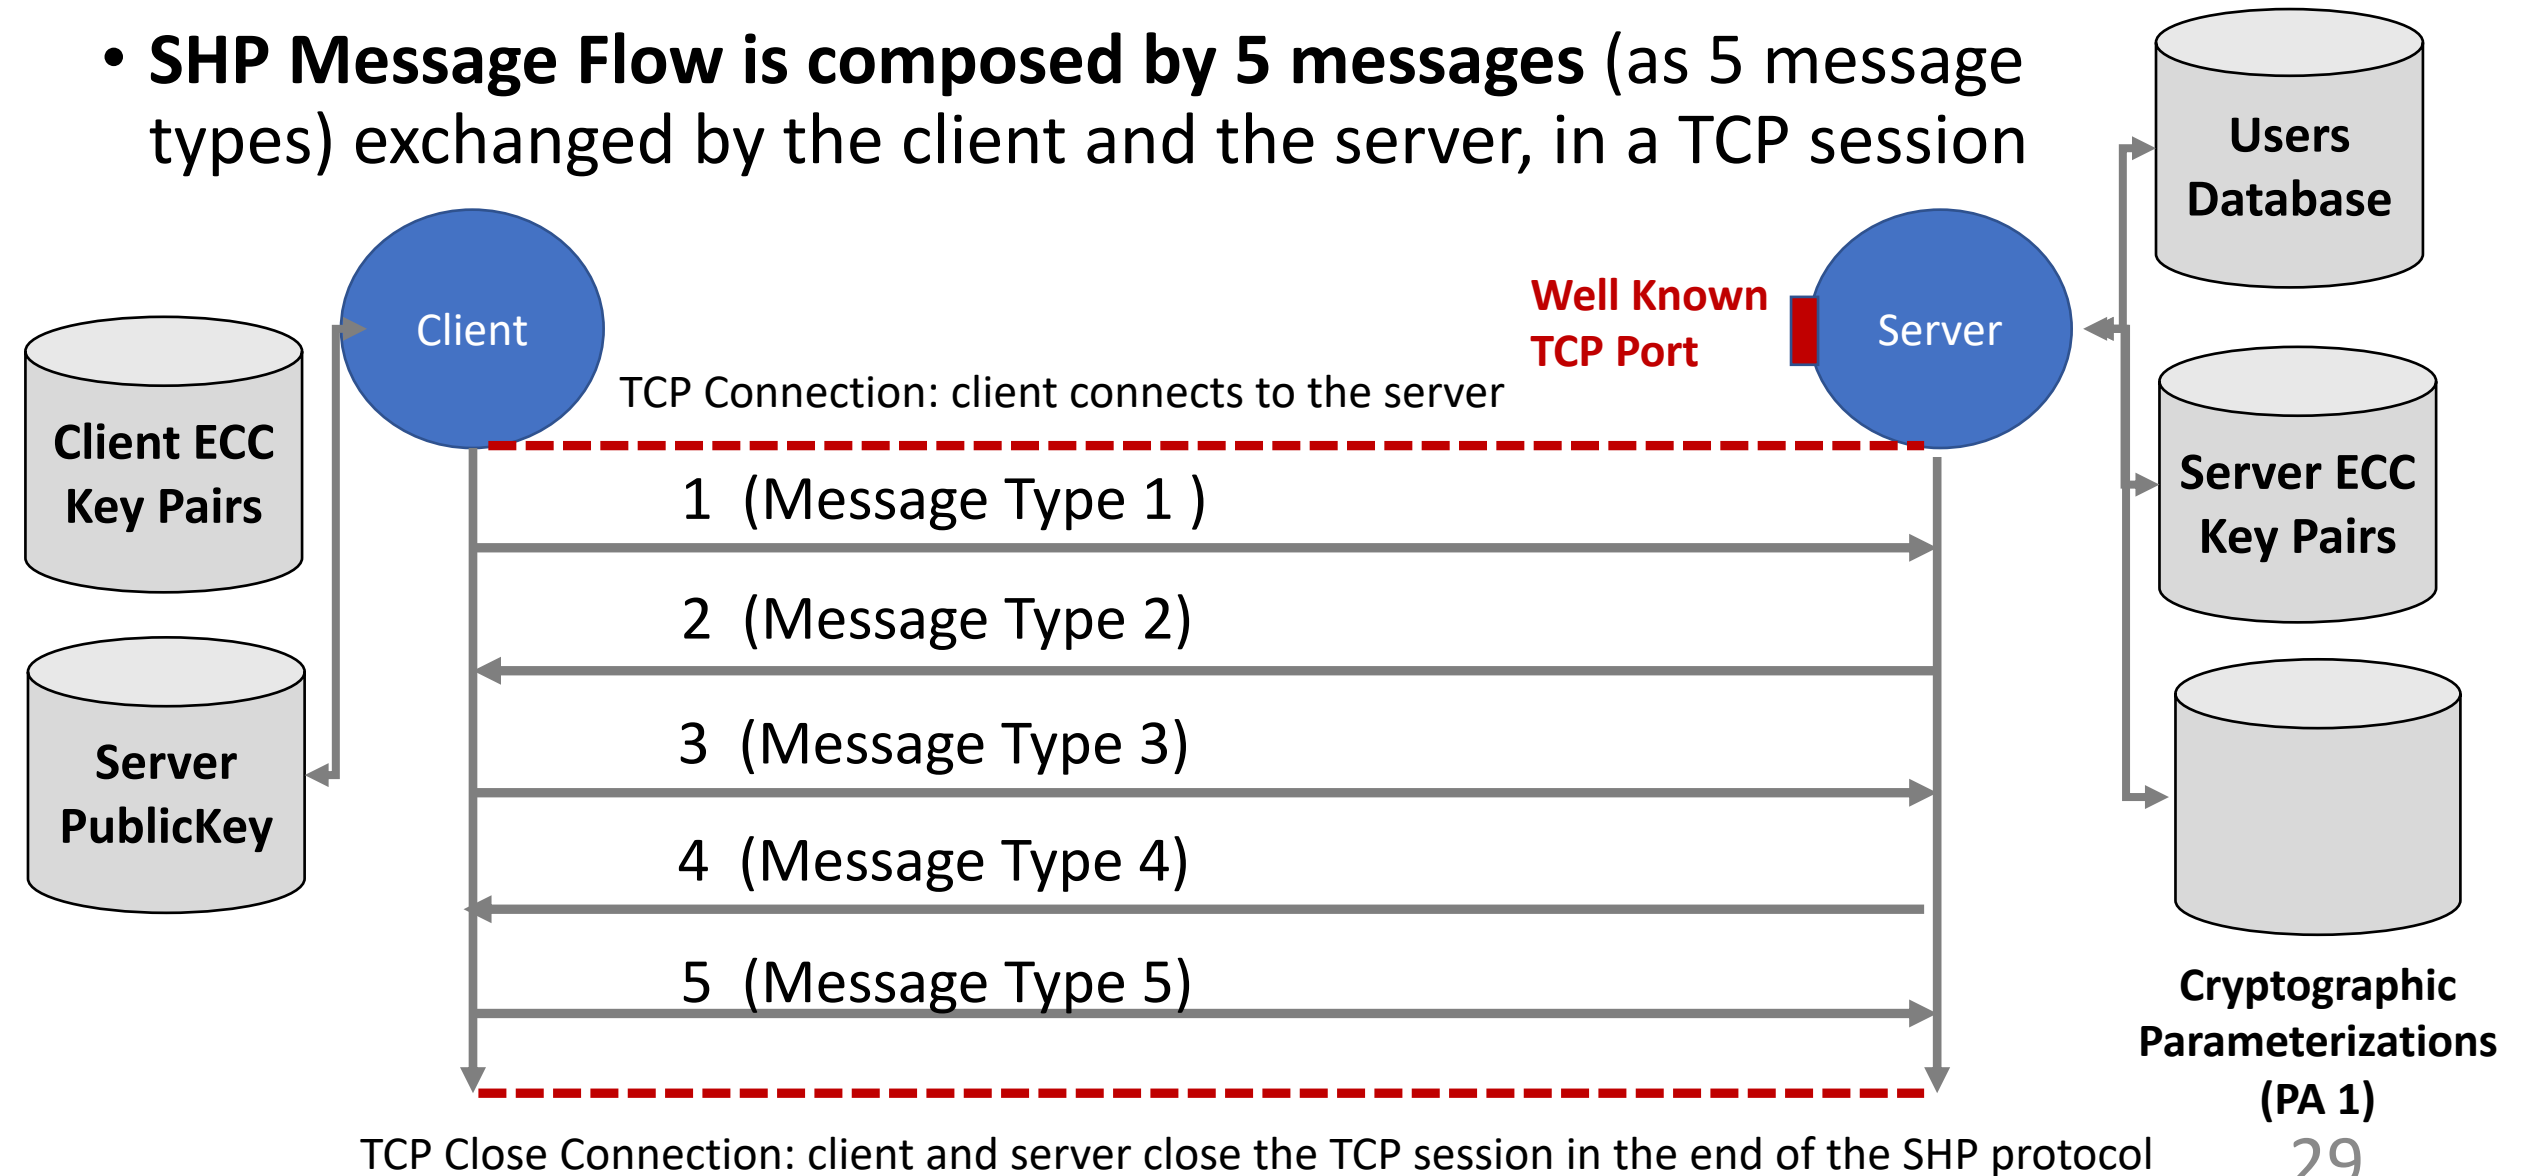 • SHP Message Flow is composed by 5 messages (as 5 message
types) exchanged by the client and the server, in a TCP session
Users
Database
Client
Well Known
TCP Port
Server
TCP Connection: client connects to the server
Client ECC
Key Pairs
Server ECC
Key Pairs
1 (Message Type 1 )
2 (Message Type 2)
Server
PublicKey
3 (Message Type 3)
4 (Message Type 4)
5 (Message Type 5)
Cryptographic
Parameterizations
(PA 1)
TCP Close Connection: client and server close the TCP session in the end of the SHP protocol
29